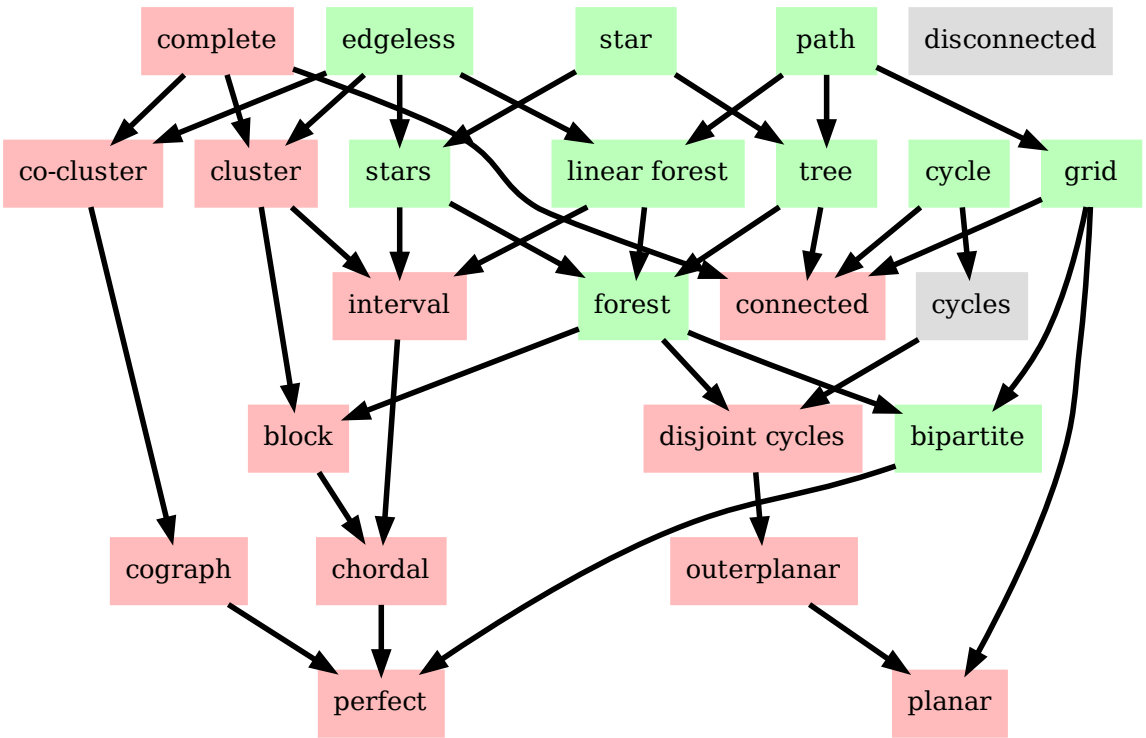 complete
edgeless
star
path
disconnected
co-cluster
cluster
stars
linear forest
tree
cycle
grid
interval
forest
connected
cycles
block
disjoint cycles
bipartite
cograph
chordal
outerplanar
perfect
planar